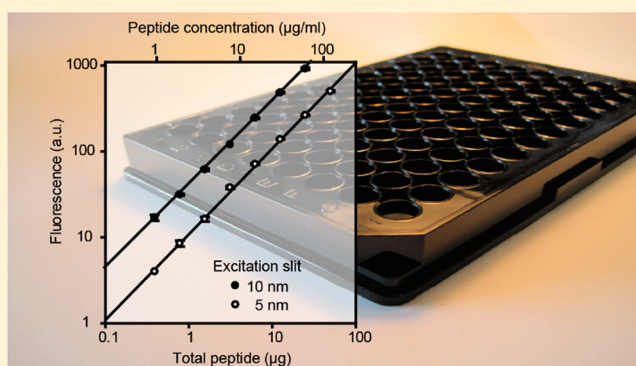 Peptide concentration (µg/ml)
1 10 100
1000
100
10
1
Fluorescence (a.u.)
Excitation slit
10 nm
5 nm
0.1 1 10 100
Total peptide (µg)